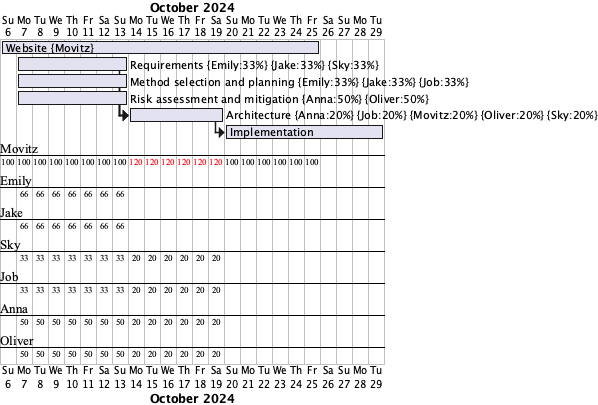 October 2024
Su Mo Tu We Th Fr Sa Su Mo Tu We Th Fr Sa Su Mo Tu We Th Fr Sa Su Mo Tu
6 7 8 9 10 11 12 13 14 15 16 17 18 19 20 21 22 23 24 25 26 27 28 29
Website {Movitz}
Requirements {Emily:33%} {Jake:33%} {Sky:33%}
Method selection and planning {Emily:33%} {Jake:33%} {Job:33%}
Risk assessment and mitigation {Anna:50%} {Oliver:50%}
Architecture {Anna:20%} {Job:20%} {Movitz:20%} {Oliver:20%} {Sky:20%}
Implementation
Movitz
100 100 100 100 100 100 100 100 120 120 120 120 120 120 100 100 100 100 100 100
Emily
66 66 66 66 66 66 66
Jake
66 66 66 66 66 66 66
Sky
33 33 33 33 33 33 33 20 20 20 20 20 20
Job
33 33 33 33 33 33 33 20 20 20 20 20 20
Anna
50 50 50 50 50 50 50 20 20 20 20 20 20
Oliver
50 50 50 50 50 50 50 20 20 20 20 20 20
Su Mo Tu We Th Fr Sa Su Mo Tu We Th Fr Sa Su Mo Tu We Th Fr Sa Su Mo Tu
6 7 8 9 10 11 12 13 14 15 16 17 18 19 20 21 22 23 24 25 26 27 28 29
October 2024